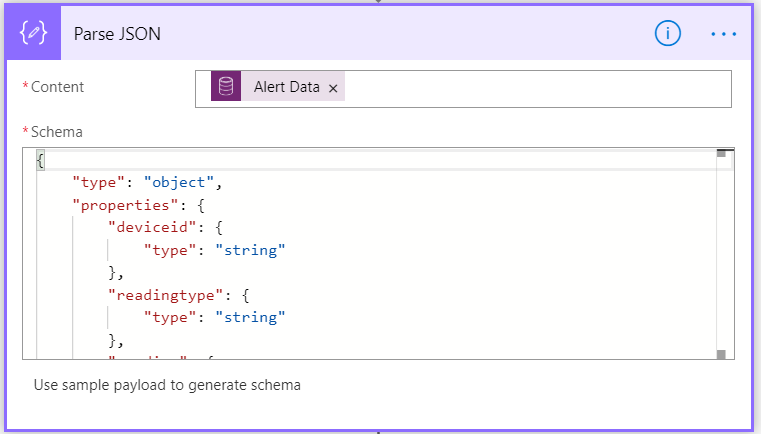 Parse JSON
* Content
Alert Data ×
* Schema
{
    "type": "object",
    "properties": {
        "deviceid": {
            "type": "string"
        },
        "readingtype": {
            "type": "string"
        },
Use sample payload to generate schema